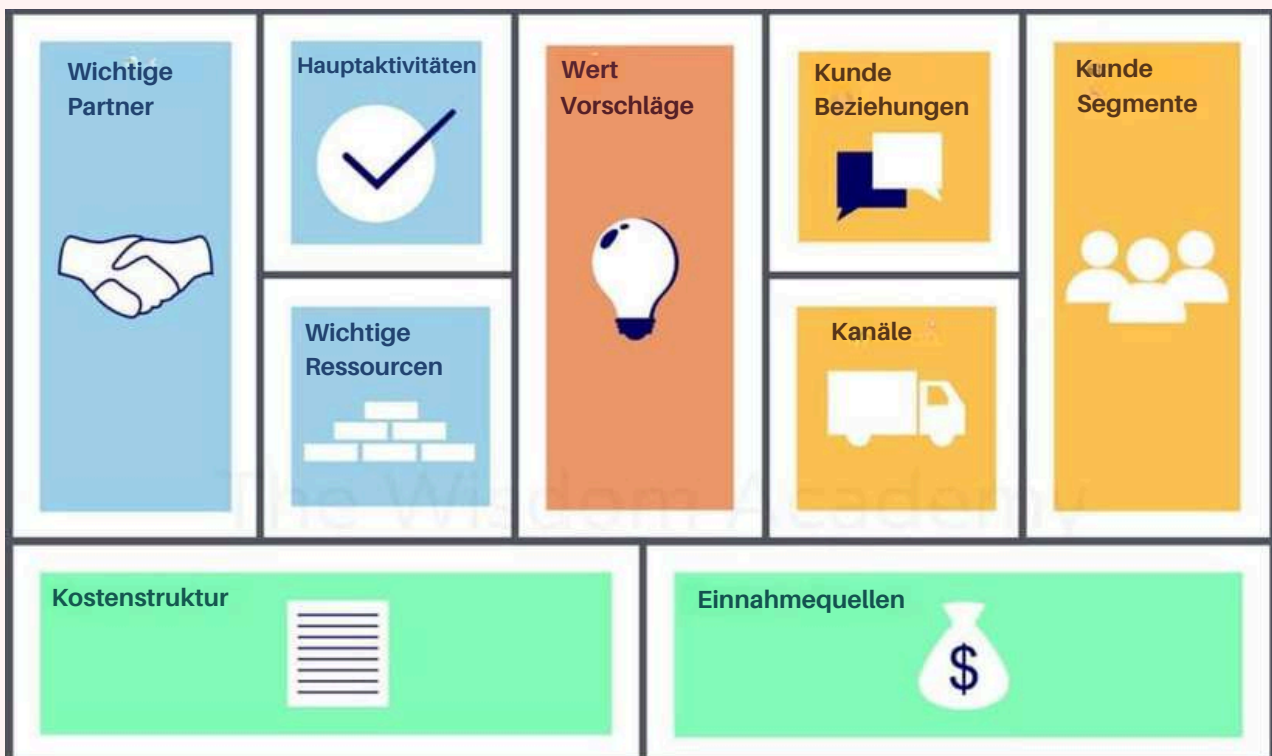 Wichtige
Partner
Hauptaktivitäten
Wichtige
Ressourcen
Wert
Vorschläge
Kunde
Beziehungen
Kanäle
Kunde
Segmente
The Wisdom Academy
Kostenstruktur
Einnahmequellen
$